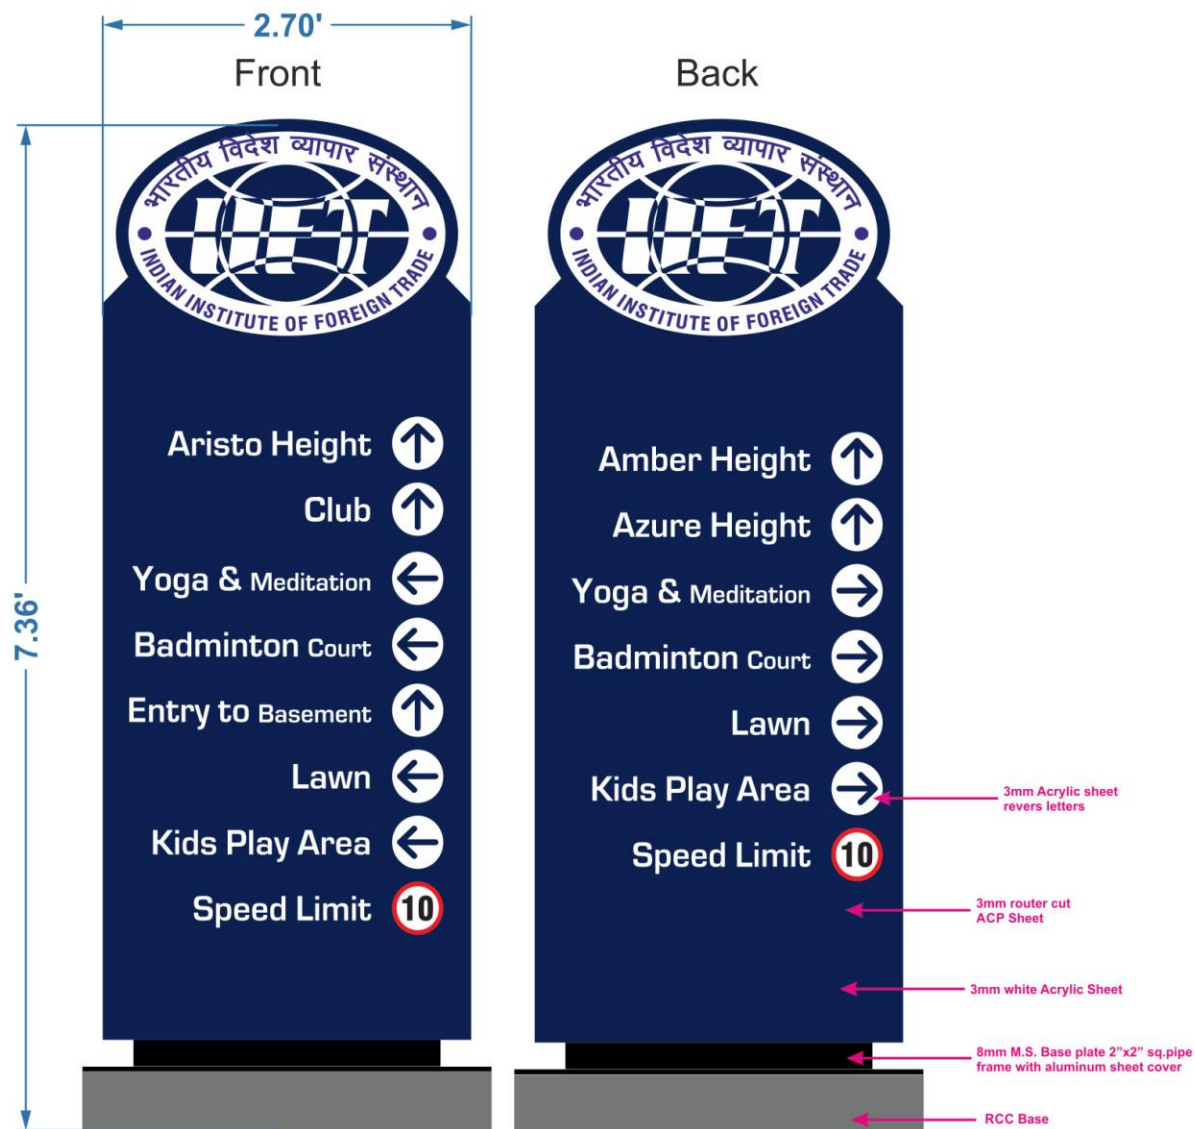 2.70'
Front
Back
7.36'
भारतीय विदेश व्यापार संस्थान
IIFT
INDIAN INSTITUTE OF FOREIGN TRADE
Aristo Height
Club
Yoga & Meditation
Badminton Court
Entry to Basement
Lawn
Kids Play Area
Speed Limit 10
भारतीय विदेश व्यापार संस्थान
IIFT
INDIAN INSTITUTE OF FOREIGN TRADE
Amber Height
Azure Height
Yoga & Meditation
Badminton Court
Lawn
Kids Play Area
Speed Limit 10
3mm Acrylic sheet
revers letters
3mm router cut
ACP Sheet
3mm white Acrylic Sheet
8mm M.S. Base plate 2”x2” sq.pipe
frame with aluminum sheet cover
RCC Base